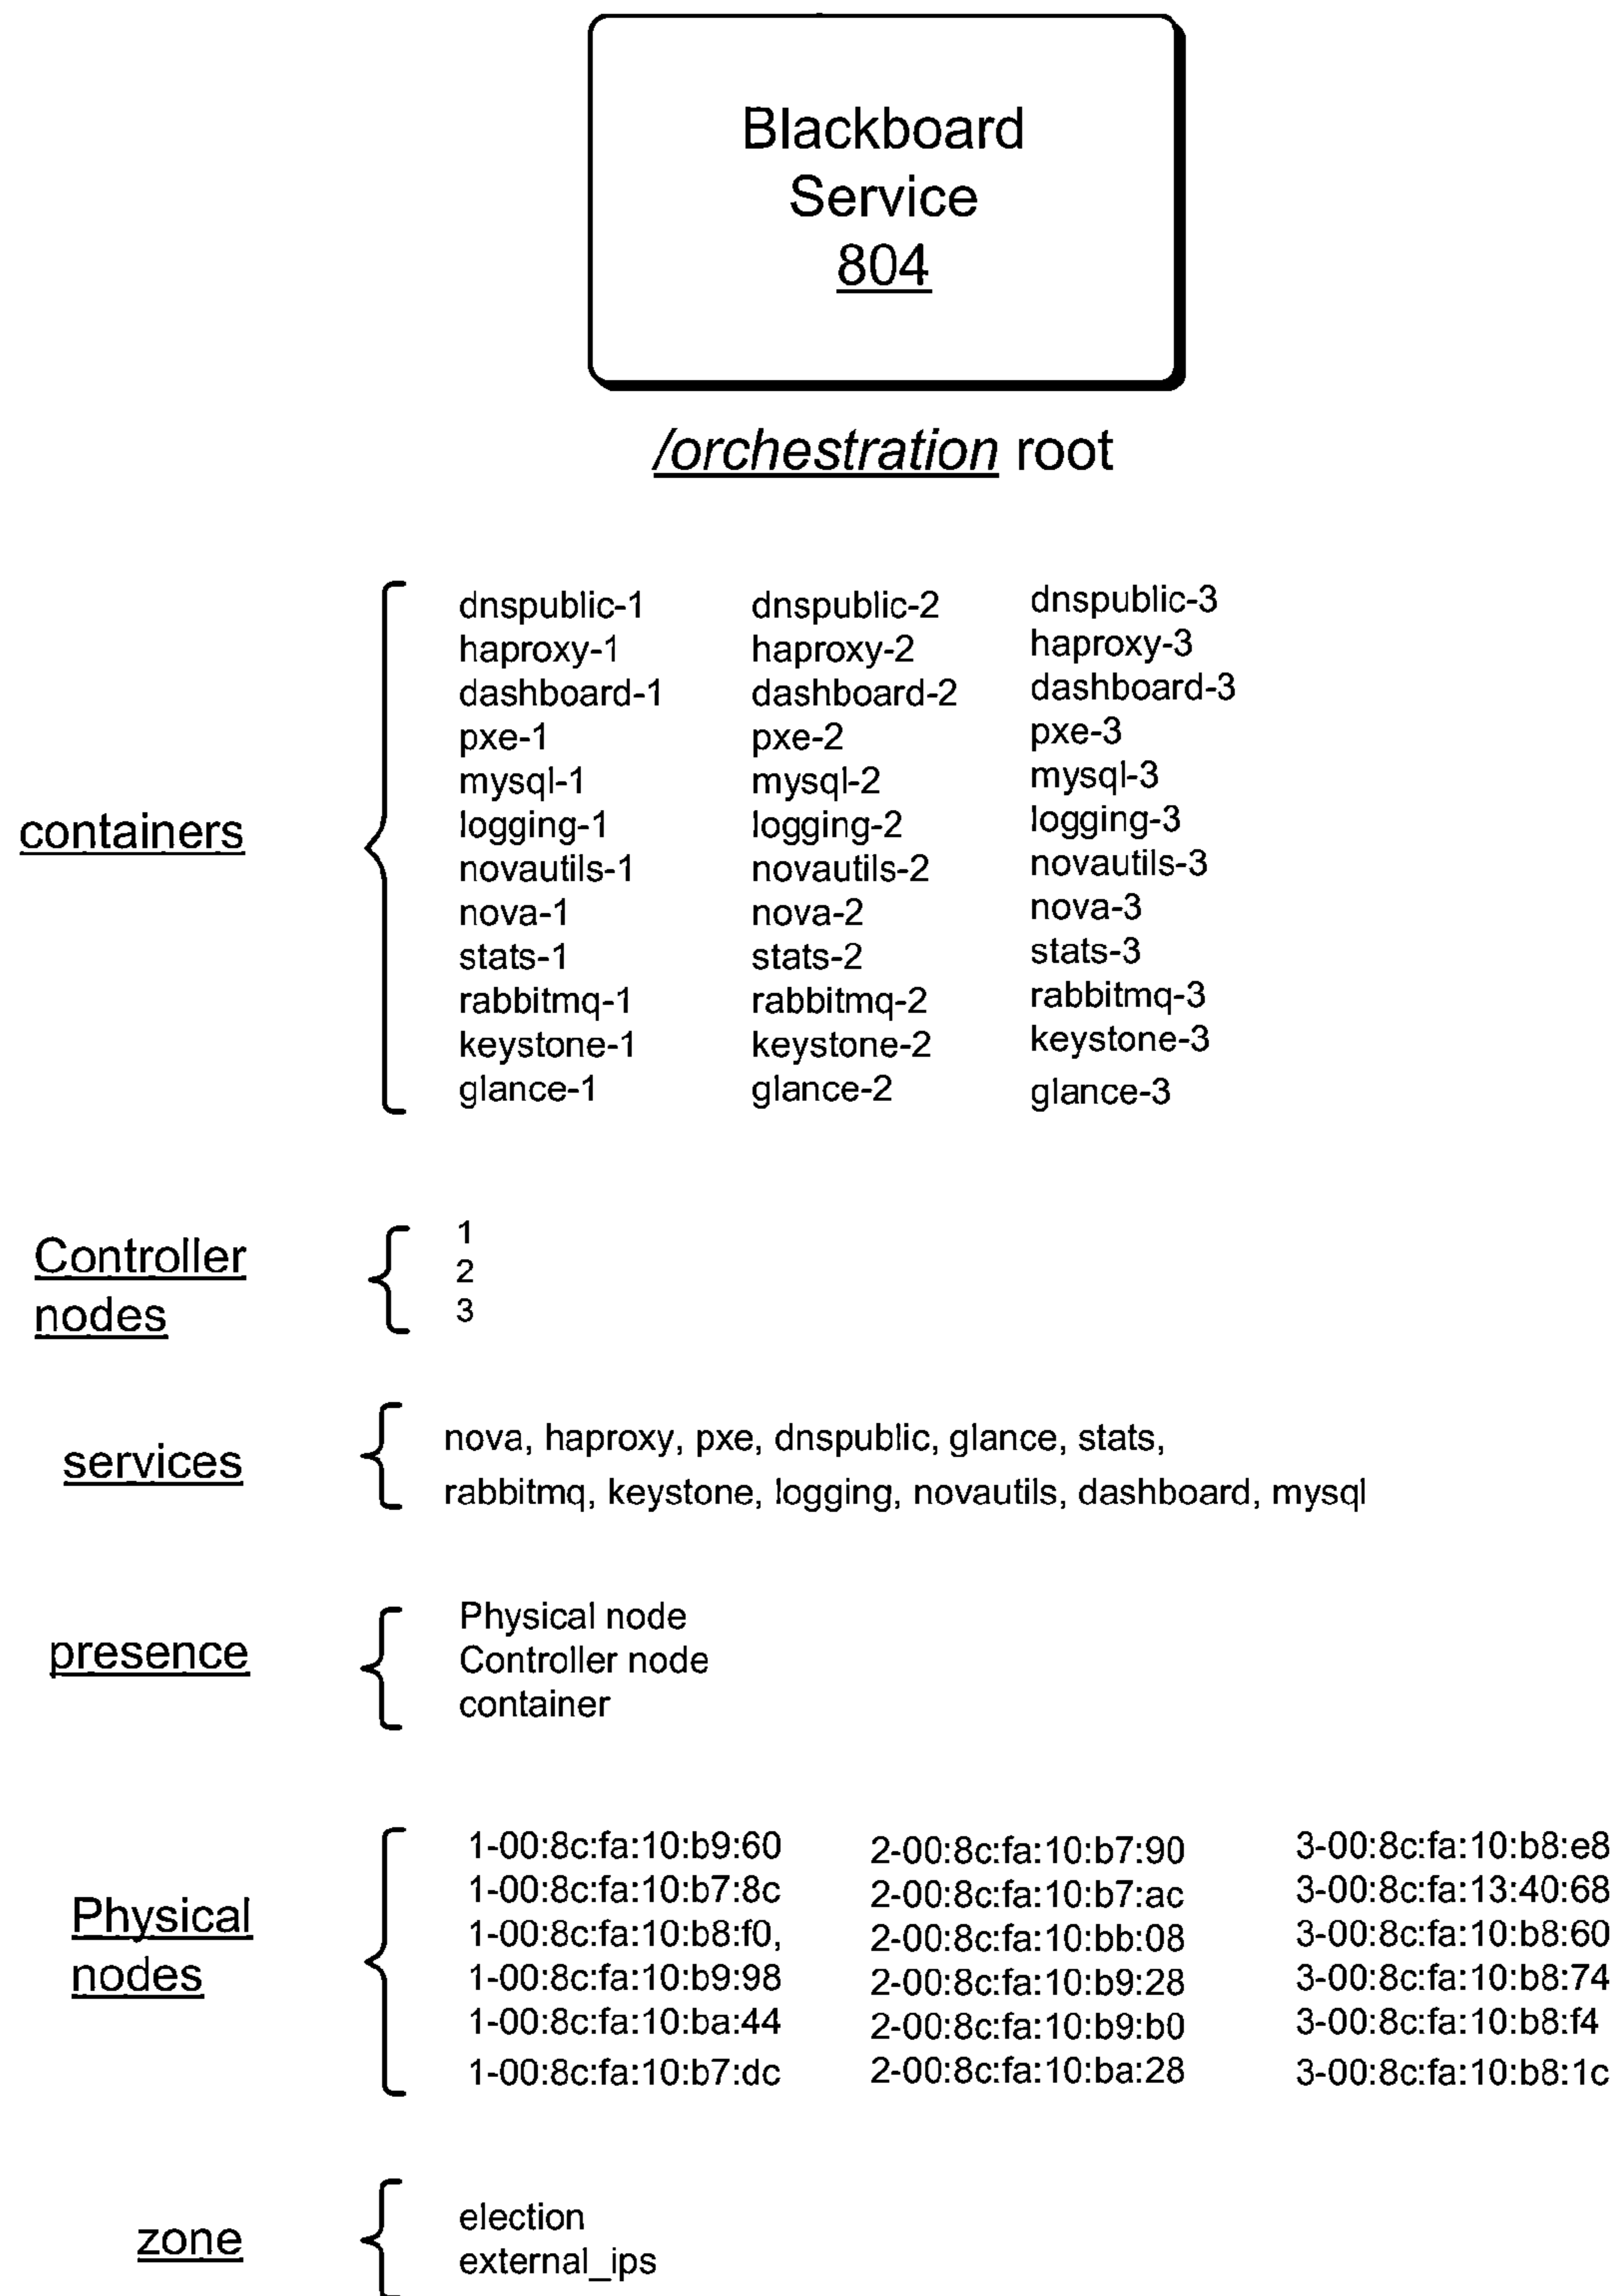 Blackboard
Service
804
/orchestration root
containers
dnspublic-1 dnspublic-2 dnspublic-3
haproxy-1 haproxy-2 haproxy-3
dashboard-1 dashboard-2 dashboard-3
pxe-1 pxe-2 pxe-3
mysql-1 mysql-2 mysql-3
logging-1 logging-2 logging-3
novautils-1 novautils-2 novautils-3
nova-1 nova-2 nova-3
stats-1 stats-2 stats-3
rabbitmq-1 rabbitmq-2 rabbitmq-3
keystone-1 keystone-2 keystone-3
glance-1 glance-2 glance-3
Controller
nodes
1
2
3
services
nova, haproxy, pxe, dnspublic, glance, stats,
rabbitmq, keystone, logging, novautils, dashboard, mysql
presence
Physical node
Controller node
container
Physical
nodes
1-00:8c:fa:10:b9:60 2-00:8c:fa:10:b7:90 3-00:8c:fa:10:b8:e8
1-00:8c:fa:10:b7:8c 2-00:8c:fa:10:b7:ac 3-00:8c:fa:13:40:68
1-00:8c:fa:10:b8:f0, 2-00:8c:fa:10:bb:08 3-00:8c:fa:10:b8:60
1-00:8c:fa:10:b9:98 2-00:8c:fa:10:b9:28 3-00:8c:fa:10:b8:74
1-00:8c:fa:10:ba:44 2-00:8c:fa:10:b9:b0 3-00:8c:fa:10:b8:f4
1-00:8c:fa:10:b7:dc 2-00:8c:fa:10:ba:28 3-00:8c:fa:10:b8:1c
zone
election
external_ips